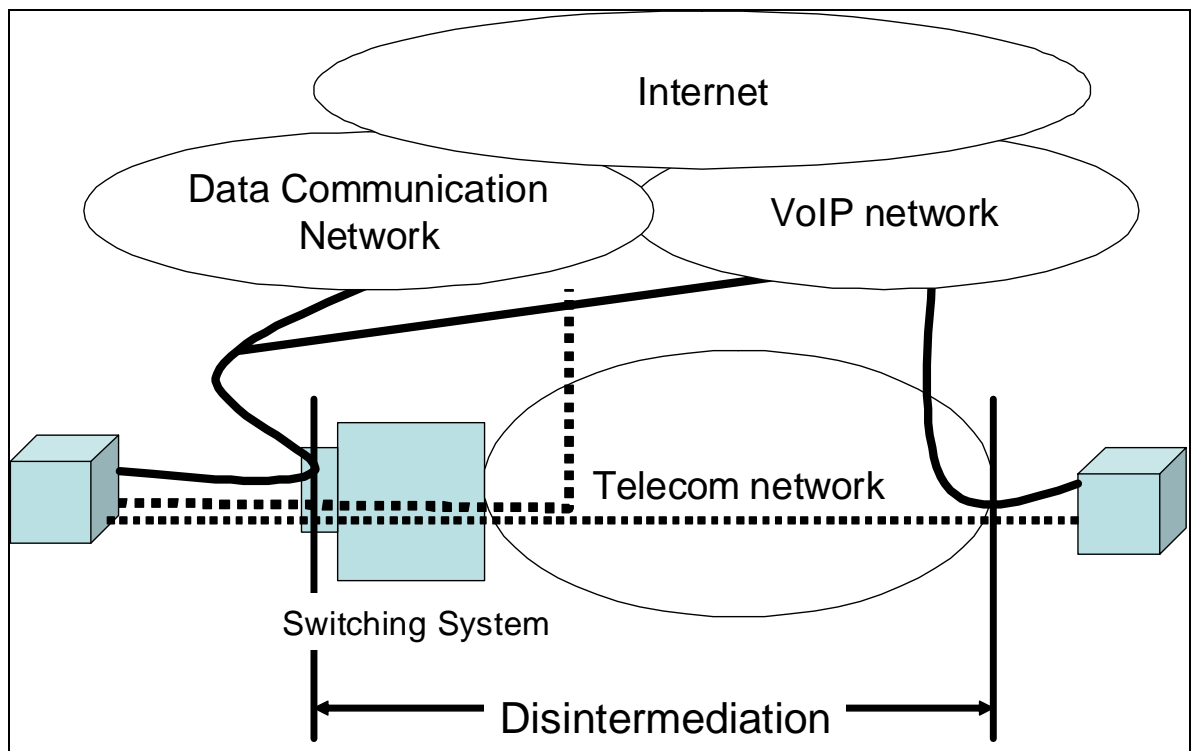 Internet
Data Communication
Network
VoIP network
Telecom network
Switching System
Disintermediation